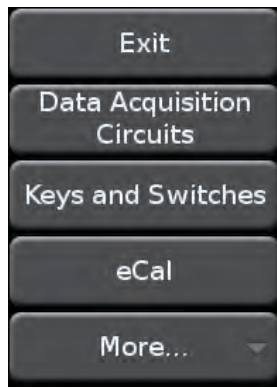 Exit
Data Acquisition
Circuits
Keys and Switches
eCal
More...